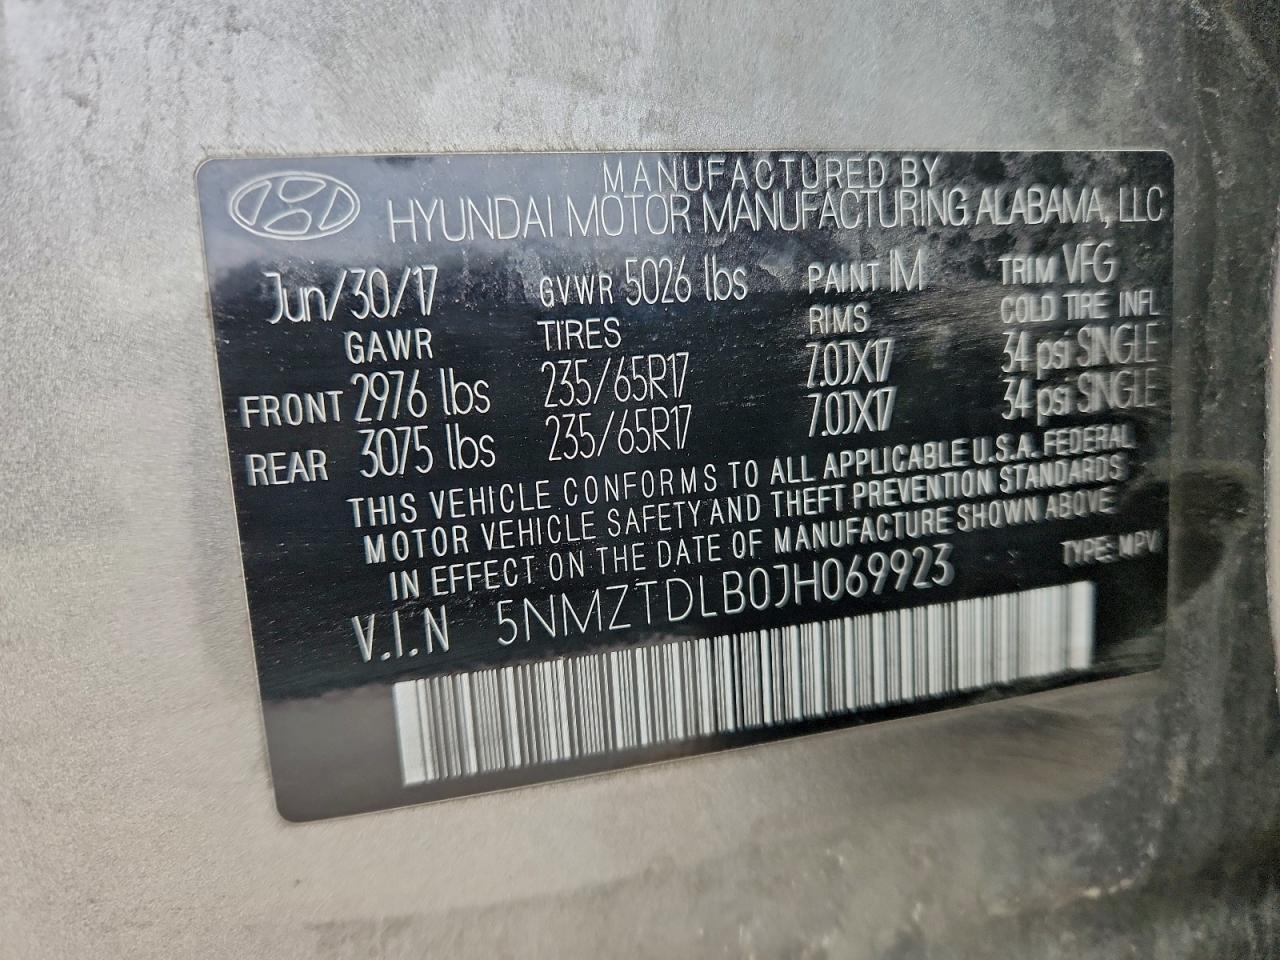 MANUFACTURED BY
HYUNDAI MOTOR MANUFACTURING ALABAMA, LLC
Jun/30/17 GVWR 5026 lbs PAINT IM TRIM VFG
GAWR TIRES RIMS COLD TIRE INFL
FRONT 2976 lbs 235/65R17 7.0JX17 34 psi SINGLE
REAR 3075 lbs 235/65R17 7.0JX17 34 psi SINGLE
THIS VEHICLE CONFORMS TO ALL APPLICABLE U.S.A. FEDERAL
MOTOR VEHICLE SAFETY AND THEFT PREVENTION STANDARDS
IN EFFECT ON THE DATE OF MANUFACTURE SHOWN ABOVE
V.I.N 5NMZTDLB0JH069923 TYPE: MPV